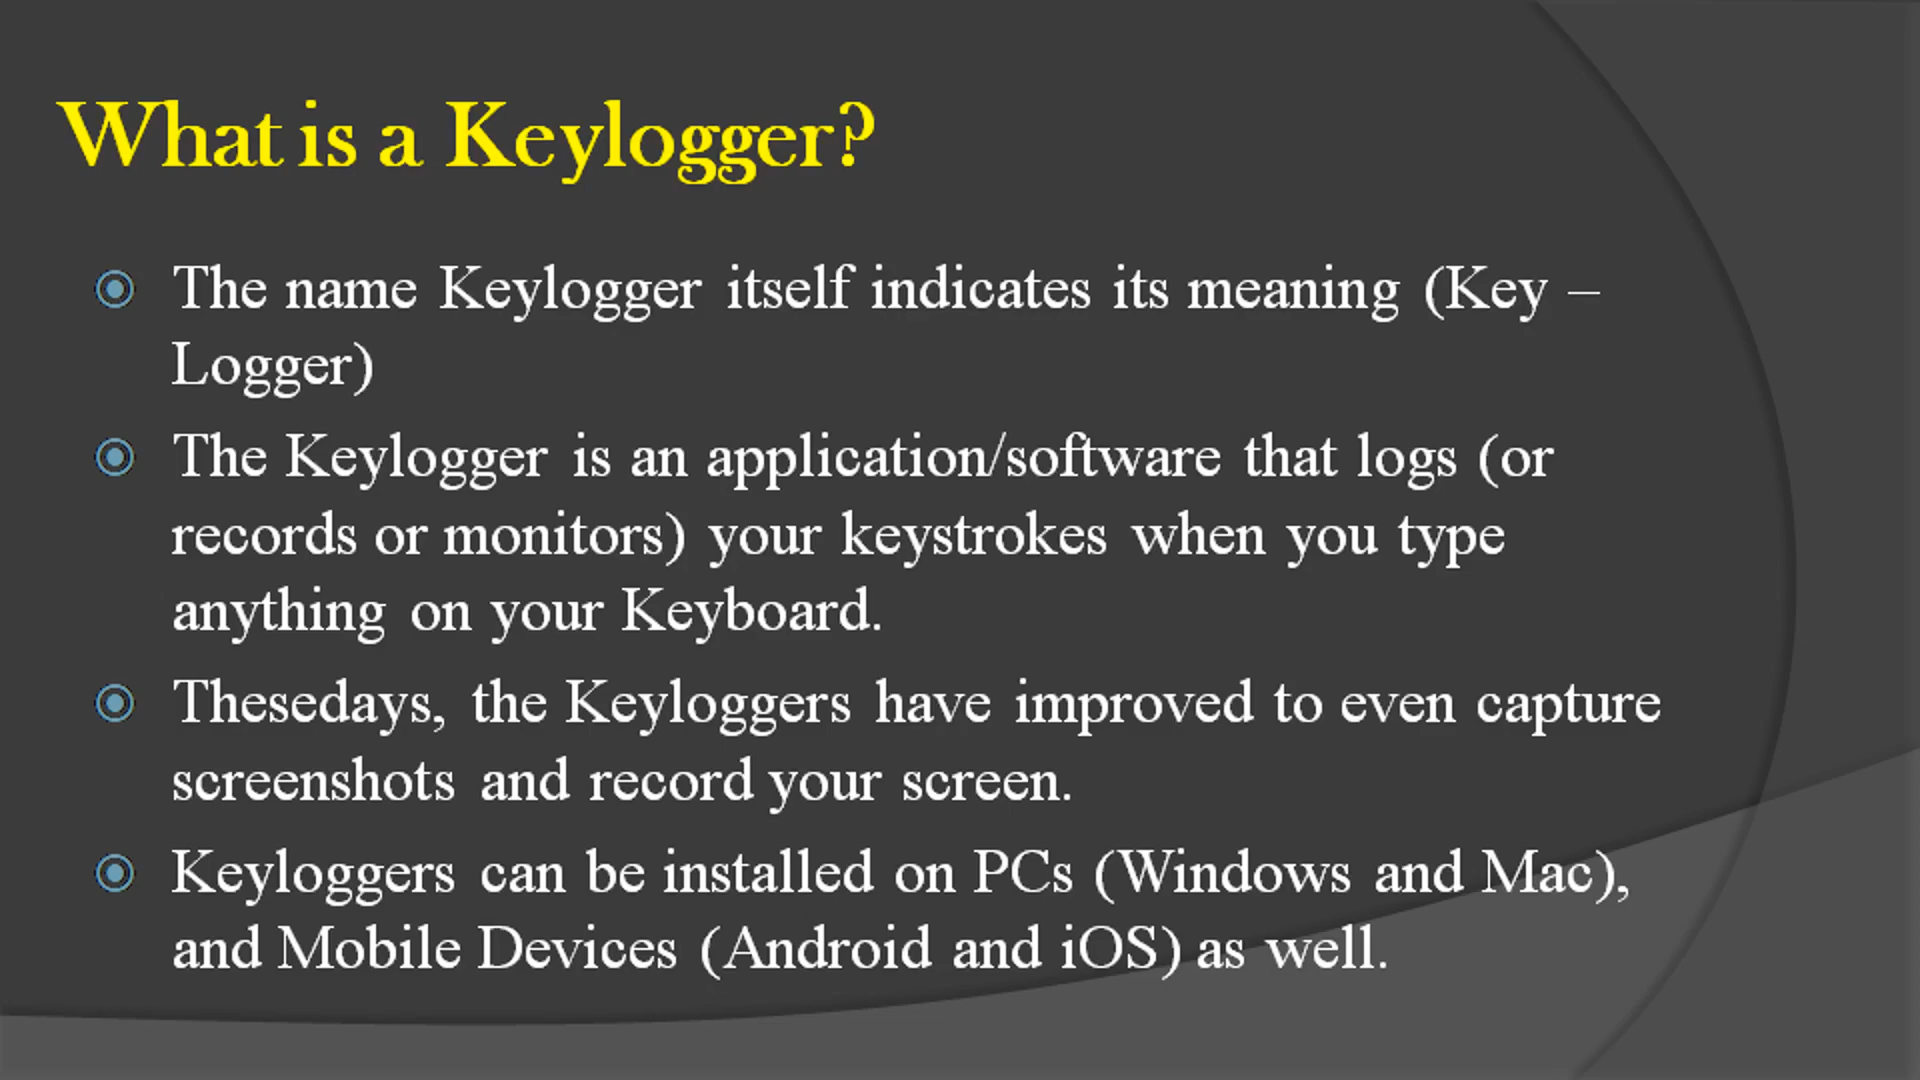 What is a Keylogger?
The name Keylogger itself indicates its meaning (Key –
Logger)
The Keylogger is an application/software that logs (or
records or monitors) your keystrokes when you type
anything on your Keyboard.
Thesedays, the Keyloggers have improved to even capture
screenshots and record your screen.
Keyloggers can be installed on PCs (Windows and Mac),
and Mobile Devices (Android and iOS) as well.